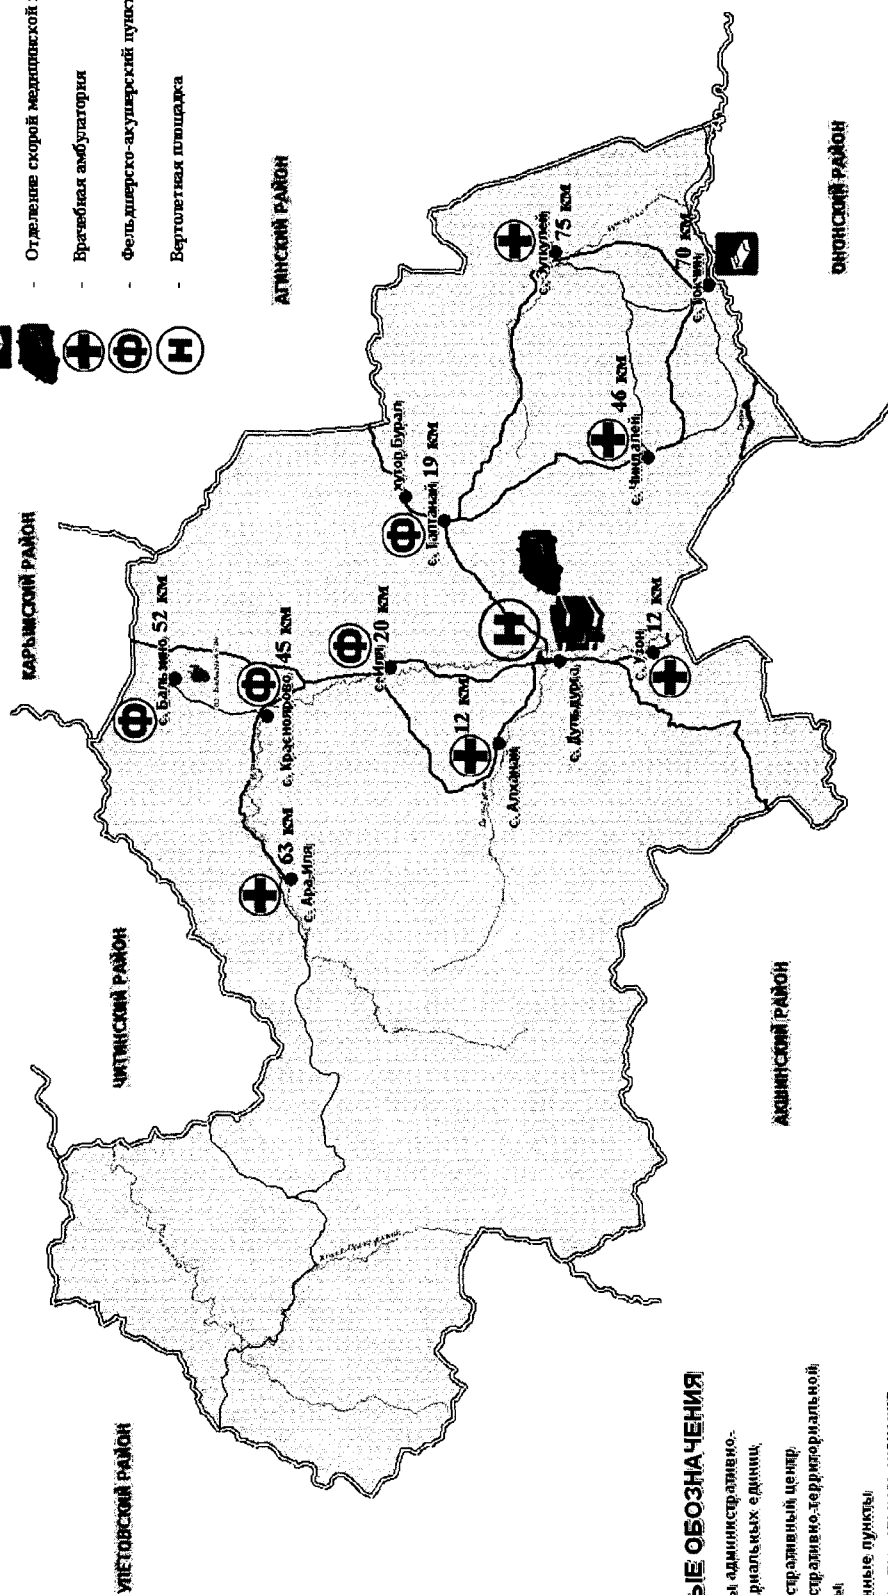 - Отделение скорой медицинской
- Врачебная амбулатория
- Фельдшерско-акушерский пункт
- Вертолетная площадка
Ф
Н
КАРЫМСКИЙ РАЙОН
АГИНСКИЙ РАЙОН
ЧИТИНСКИЙ РАЙОН
УЛЕТОВСКИЙ РАЙОН
ОНОНСКИЙ РАЙОН
АКШИНСКИЙ РАЙОН
Ф
с. Бальзино 52 км
Ф
с. Красноярово 45 км
63 км
с. Ара-Иля
Ф
с. Иля 20 км
12 км
с. Алханай
Ф
хутор Бурал
с. Таптанай 19 км
Н
с. Дульдурга
с. Узон 12 км
46 км
с. Чиндалей
с. Зуткулей 75 км
с. Токчин 70 км
ЫЕ ОБОЗНАЧЕНИЯ
административно-
риальных единиц
стративный центр
стративно-территориальной
нные пункты